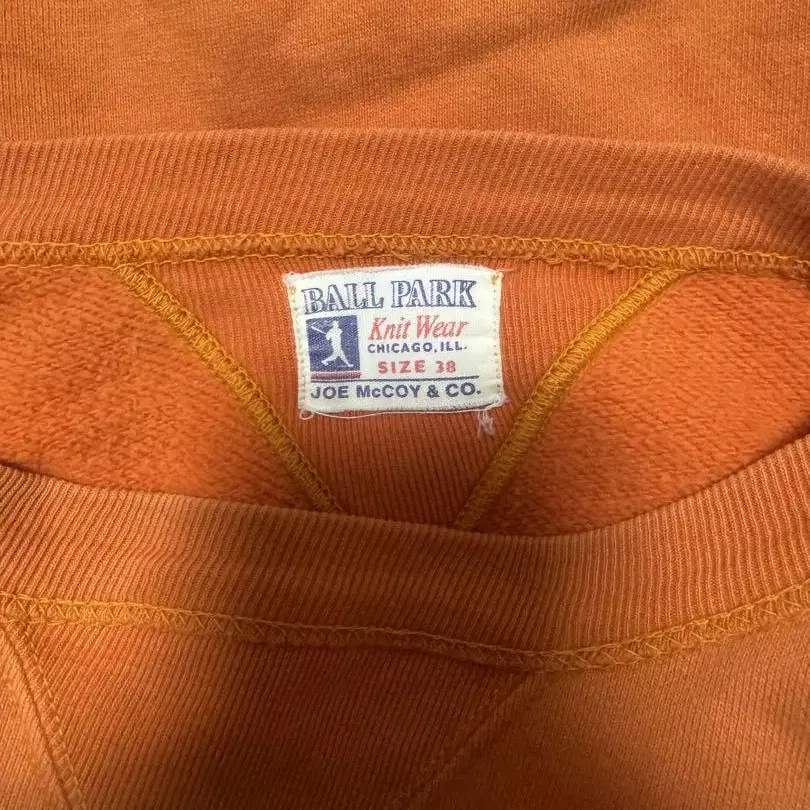 BALL PARK
Knit Wear
CHICAGO, ILL.
SIZE 38
JOE McCOY & CO.